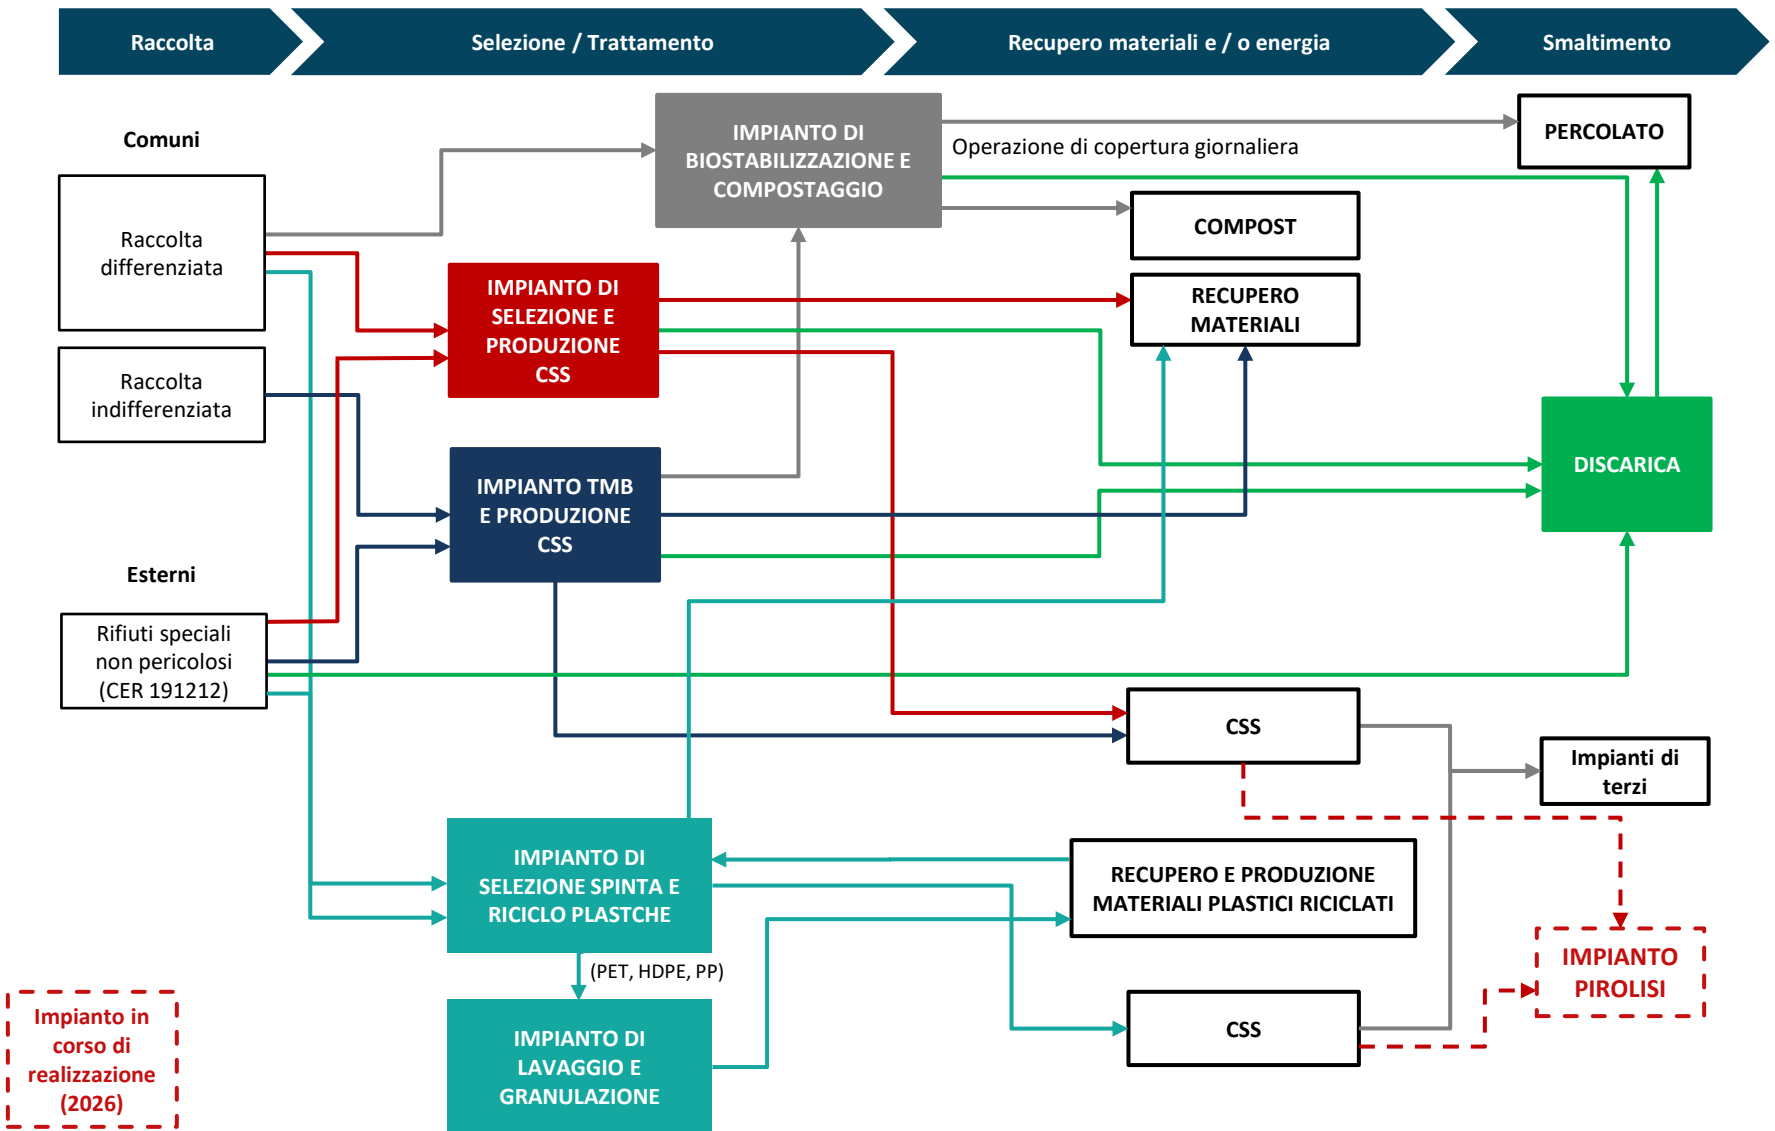 Raccolta
Selezione / Trattamento
Recupero materiali e / o energia
Smaltimento
Comuni
Raccolta
differenziata
Raccolta
indifferenziata
Esterni
Rifiuti speciali
non pericolosi
(CER 191212)
IMPIANTO DI
BIOSTABILIZZAZIONE E
COMPOSTAGGIO
Operazione di copertura giornaliera
PERCOLATO
COMPOST
IMPIANTO DI
SELEZIONE E
PRODUZIONE
CSS
RECUPERO
MATERIALI
IMPIANTO TMB
E PRODUZIONE
CSS
DISCARICA
CSS
Impianti di
terzi
IMPIANTO DI
SELEZIONE SPINTA E
RICICLO PLASTCHE
RECUPERO E PRODUZIONE
MATERIALI PLASTICI RICICLATI
(PET, HDPE, PP)
IMPIANTO DI
LAVAGGIO E
GRANULAZIONE
CSS
IMPIANTO
PIROLISI
Impianto in
corso di
realizzazione
(2026)